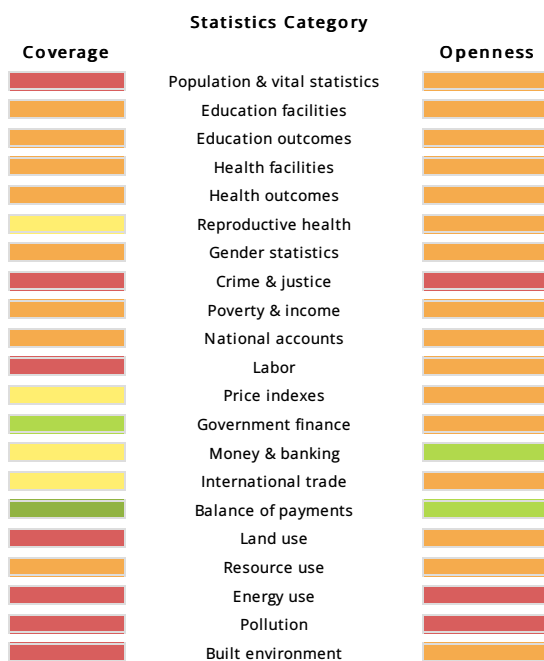 Statistics Category
Coverage Openness
Population & vital statistics
Education facilities
Education outcomes
Health facilities
Health outcomes
Reproductive health
Gender statistics
Crime & justice
Poverty & income
National accounts
Labor
Price indexes
Government finance
Money & banking
International trade
Balance of payments
Land use
Resource use
Energy use
Pollution
Built environment